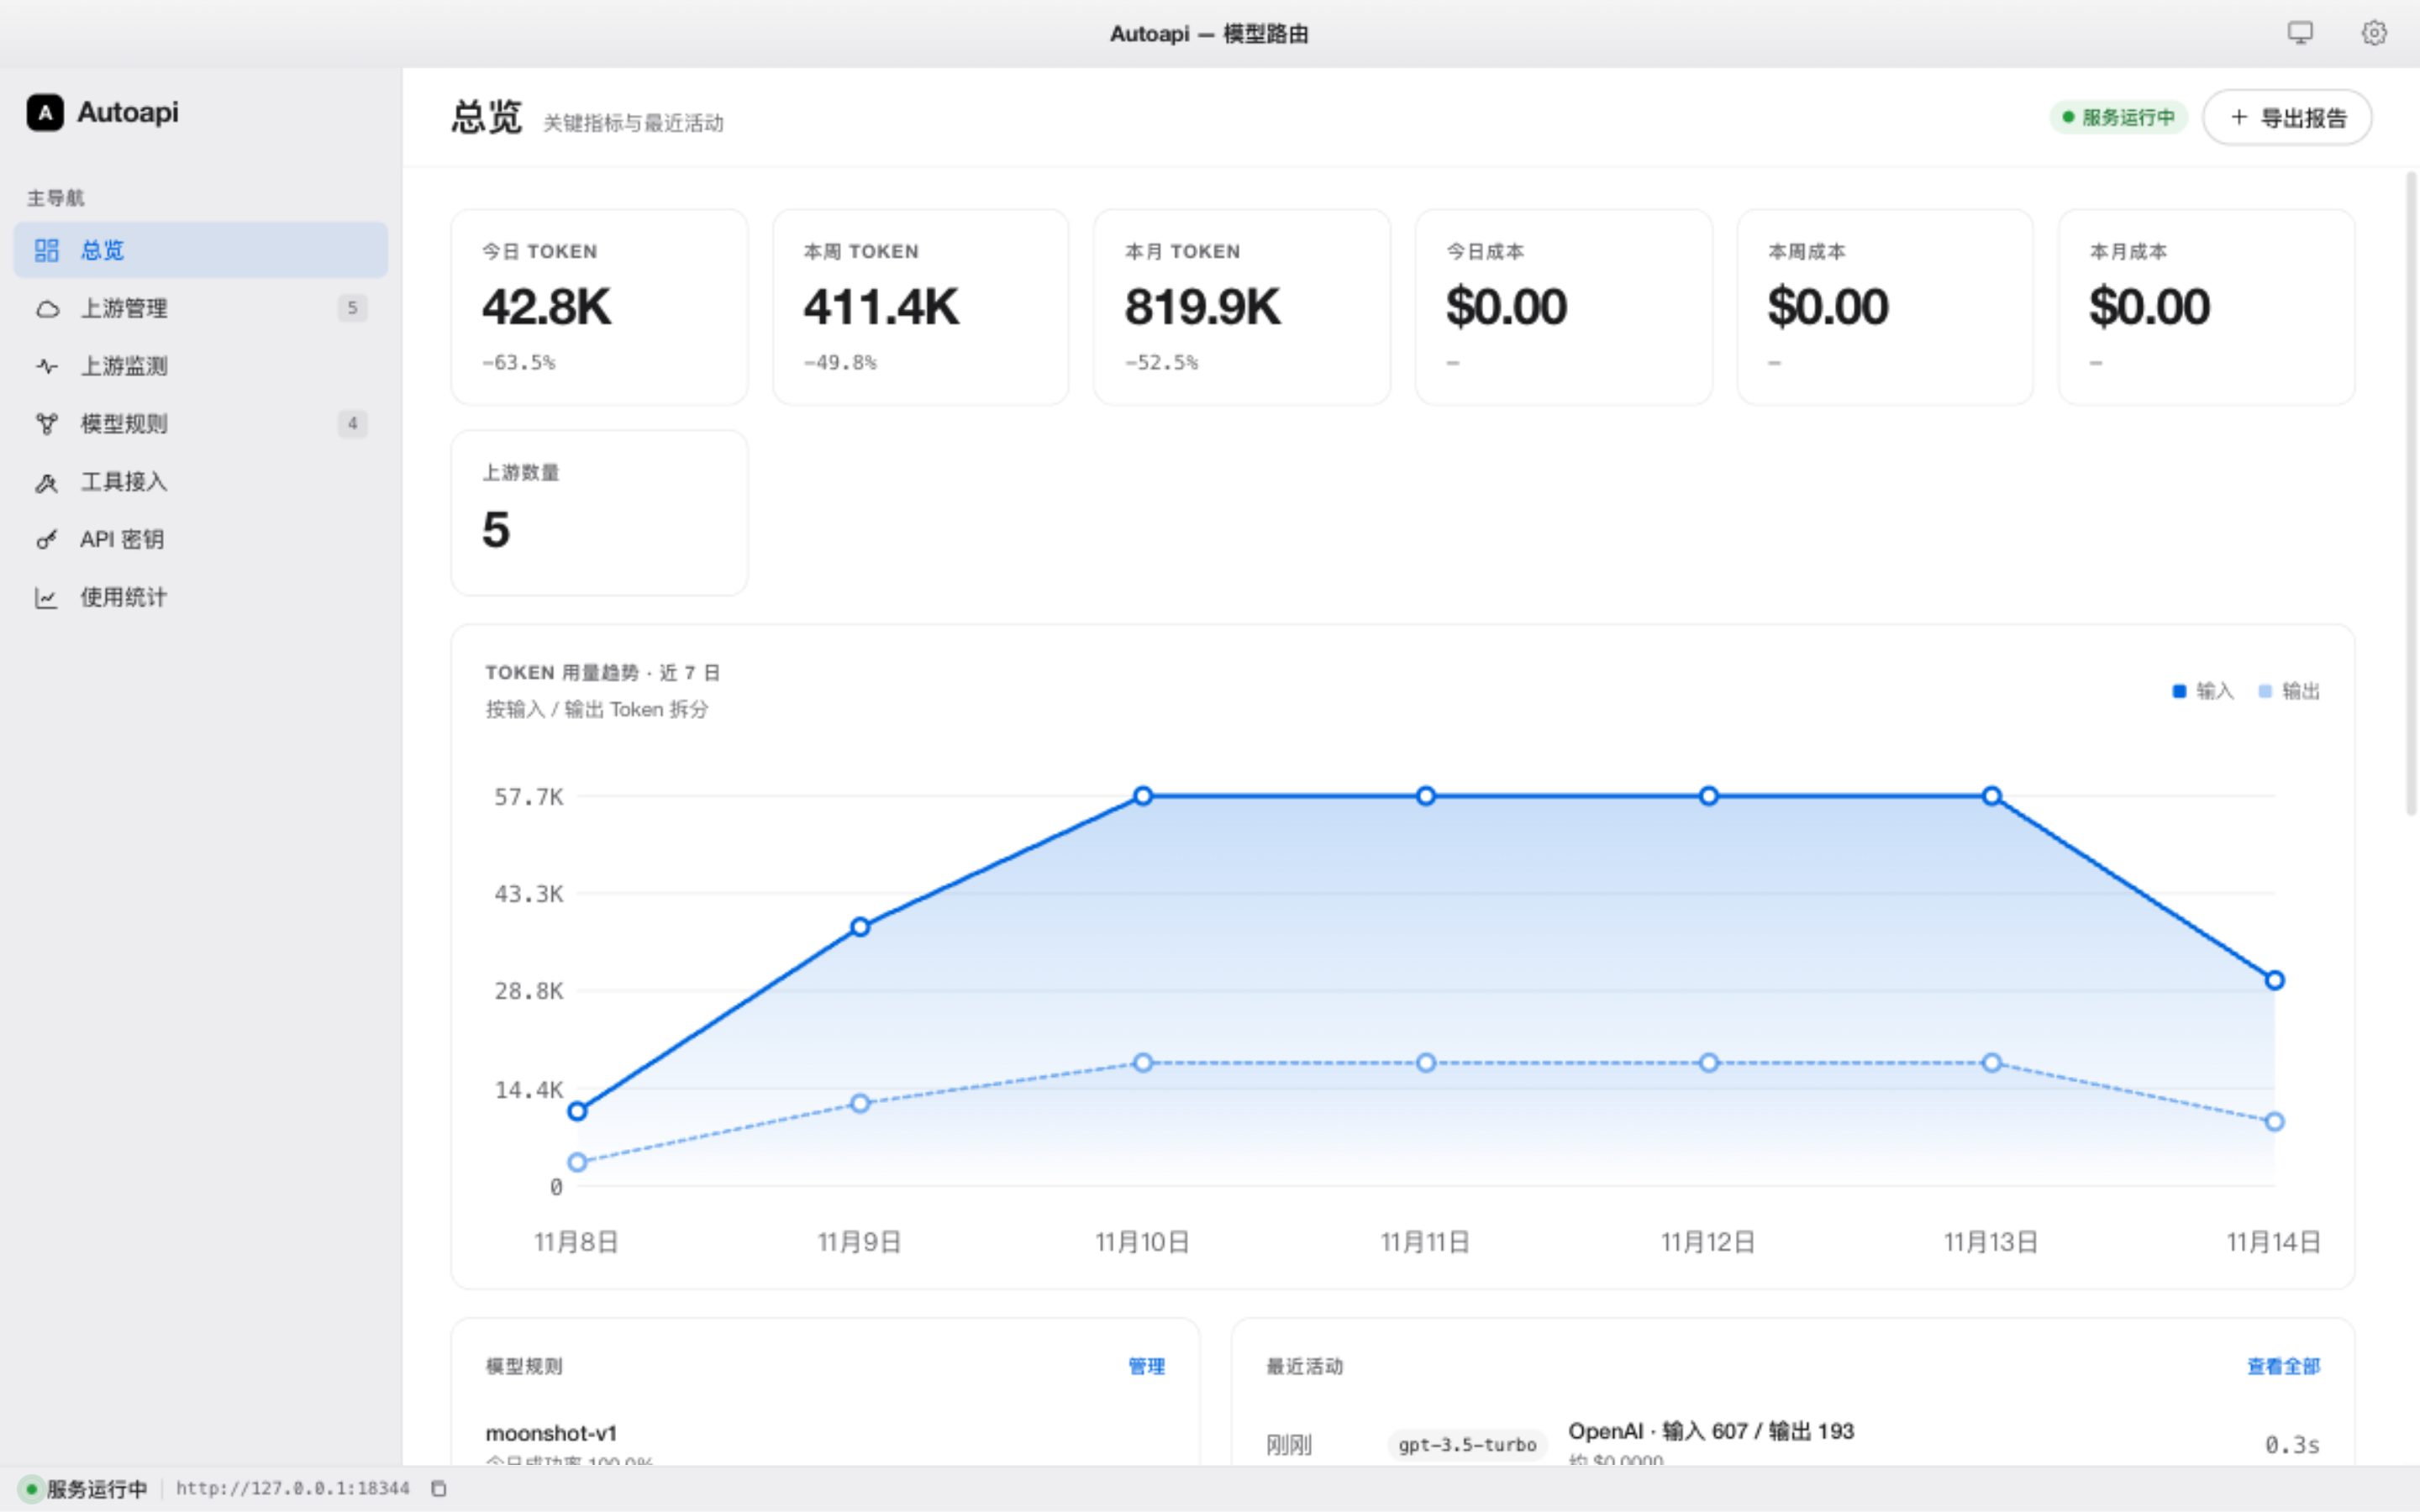 Autoapi — 模型路由
A Autoapi
主导航
总览
上游管理 5
上游监测
模型规则 4
工具接入
API 密钥
使用统计
总览 关键指标与最近活动
服务运行中
+ 导出报告
今日 TOKEN
42.8K
−63.5%
本周 TOKEN
411.4K
−49.8%
本月 TOKEN
819.9K
−52.5%
今日成本
$0.00
—
本周成本
$0.00
—
本月成本
$0.00
—
上游数量
5
TOKEN 用量趋势 · 近 7 日
按输入 / 输出 Token 拆分
输入 输出
57.7K
43.3K
28.8K
14.4K
0
11月8日 11月9日 11月10日 11月11日 11月12日 11月13日 11月14日
模型规则 管理
moonshot-v1
今日成功率 100.0%
最近活动 查看全部
刚刚 gpt-3.5-turbo OpenAI · 输入 607 / 输出 193 0.3s
约 $0.0000
服务运行中 http://127.0.0.1:18344